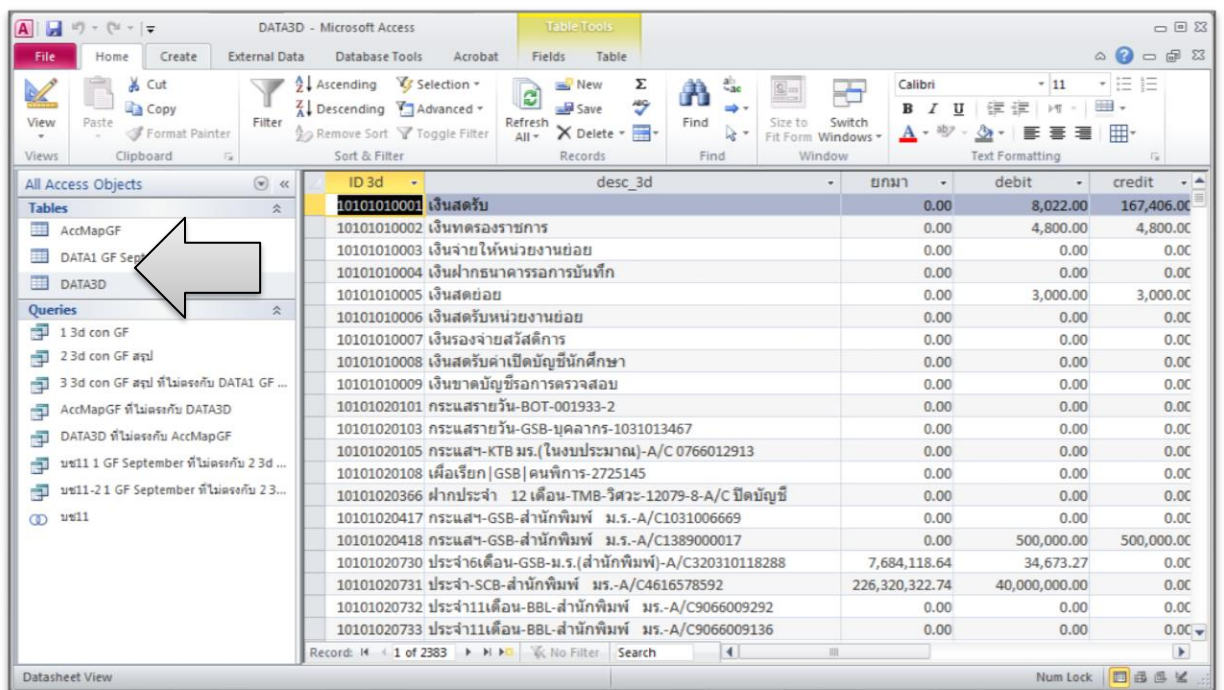 DATA3D - Microsoft Access Table Tools
File Home Create External Data Database Tools Acrobat Fields Table
View Paste Cut Copy Format Painter Filter Ascending Descending Remove Sort Selection Advanced Toggle Filter Refresh All New Save Delete Find Size to Fit Form Switch Windows Calibri 11 B I U
Views Clipboard Sort & Filter Records Find Window Text Formatting
All Access Objects
Tables
AccMapGF
DATA1 GF Sept
DATA3D
Queries
1 3d con GF
2 3d con GF สรุป
3 3d con GF สรุป ที่ไม่ตรงกับ DATA1 GF ...
AccMapGF ที่ไม่ตรงกับ DATA3D
DATA3D ที่ไม่ตรงกับ AccMapGF
บช11 1 GF September ที่ไม่ตรงกับ 2 3d ...
บช11-2 1 GF September ที่ไม่ตรงกับ 2 3...
บช11
ID 3d desc_3d ยกมา debit credit
10101010001 เงินสดรับ 0.00 8,022.00 167,406.00
10101010002 เงินทดรองราชการ 0.00 4,800.00 4,800.00
10101010003 เงินจ่ายให้หน่วยงานย่อย 0.00 0.00 0.00
10101010004 เงินฝากธนาคารรอการบันทึก 0.00 0.00 0.00
10101010005 เงินสดย่อย 0.00 3,000.00 3,000.00
10101010006 เงินสดรับหน่วยงานย่อย 0.00 0.00 0.00
10101010007 เงินรองจ่ายสวัสดิการ 0.00 0.00 0.00
10101010008 เงินสดรับค่าเปิดบัญชีนักศึกษา 0.00 0.00 0.00
10101010009 เงินขาดบัญชีรอการตรวจสอบ 0.00 0.00 0.00
10101020101 กระแสรายวัน-BOT-001933-2 0.00 0.00 0.00
10101020103 กระแสรายวัน-GSB-บุคลากร-1031013467 0.00 0.00 0.00
10101020105 กระแสฯ-KTB มร.(ในงบประมาณ)-A/C 0766012913 0.00 0.00 0.00
10101020108 เผื่อเรียก|GSB|คนพิการ-2725145 0.00 0.00 0.00
10101020366 ฝากประจำ 12 เดือน-TMB-วิศวะ-12079-8-A/C ปิดบัญชี 0.00 0.00 0.00
10101020417 กระแสฯ-GSB-สำนักพิมพ์ ม.ร.-A/C1031006669 0.00 0.00 0.00
10101020418 กระแสฯ-GSB-สำนักพิมพ์ ม.ร.-A/C1389000017 0.00 500,000.00 500,000.00
10101020730 ประจำ6เดือน-GSB-ม.ร.(สำนักพิมพ์)-A/C320310118288 7,684,118.64 34,673.27 0.00
10101020731 ประจำ-SCB-สำนักพิมพ์ มร.-A/C4616578592 226,320,322.74 40,000,000.00 0.00
10101020732 ประจำ11เดือน-BBL-สำนักพิมพ์ มร.-A/C9066009292 0.00 0.00 0.00
10101020733 ประจำ11เดือน-BBL-สำนักพิมพ์ มร.-A/C9066009136 0.00 0.00 0.00
Record: 1 of 2383 No Filter Search
Datasheet View Num Lock